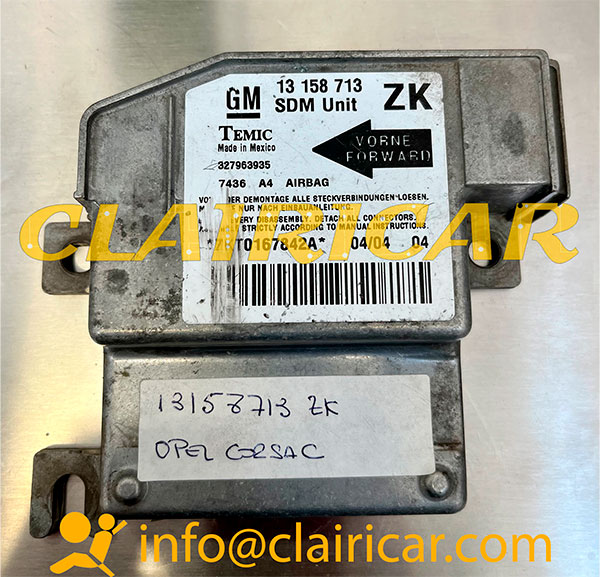 GM 13 158 713 ZK
SDM Unit
TEMIC
Made in Mexico
VORNE
FORWARD
327963935
7436 A4 AIRBAG
DER DEMONTAGE ALLE STECKVERBINDUNGEN LOESEN.
NUR NACH EINBAUANLEITUNG.
EVERY DISASSEMBLY, DETACH ALL CONNECTORS.
STRICTLY ACCORDING TO MANUAL INSTRUCTIONS.
CLAIRICAR
T0167842A* 04/04 04
13158713 ZK
OPEL CORSA C
info@clairicar.com